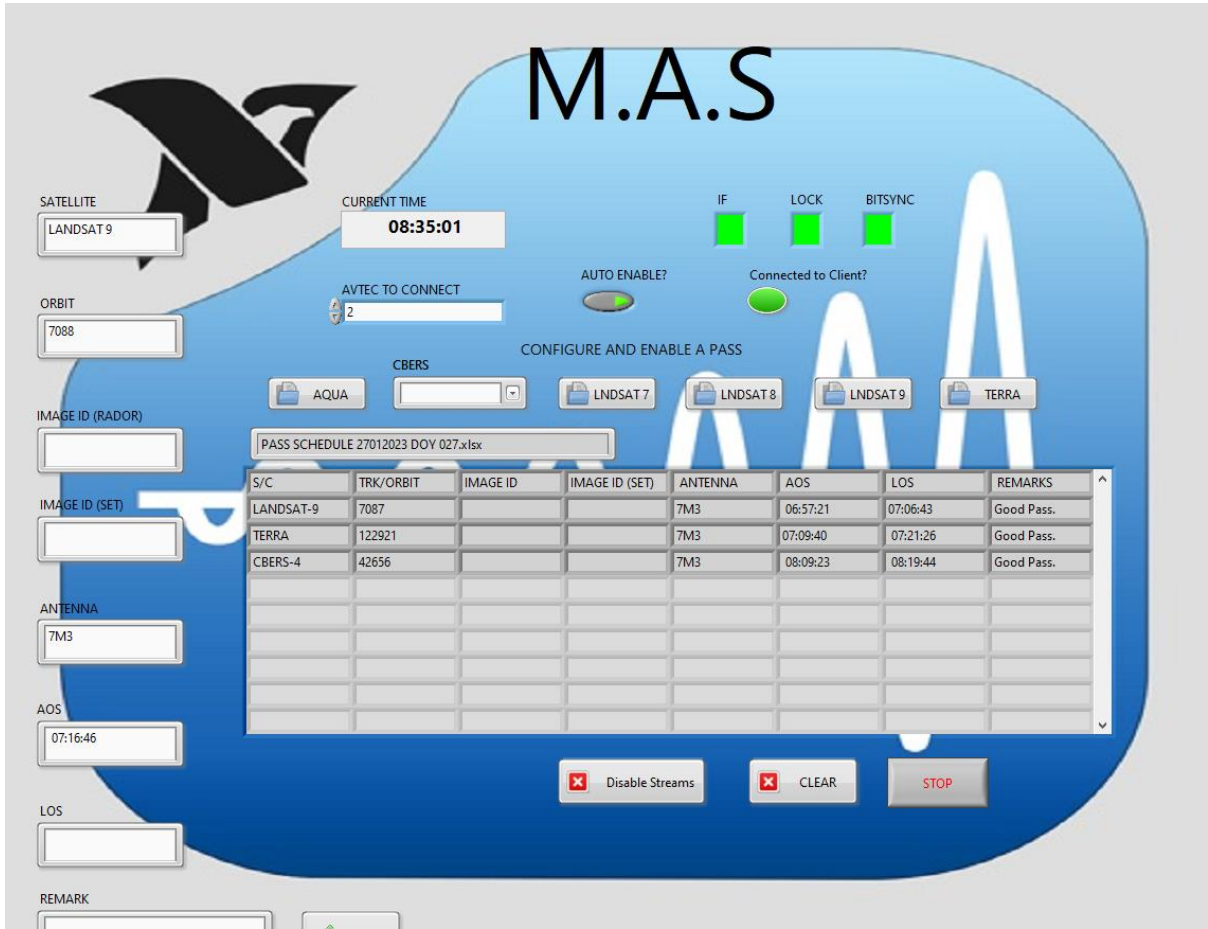 M.A.S
SATELLITE
LANDSAT 9
CURRENT TIME
08:35:01
IF LOCK BITSYNC
ORBIT
7088
AVTEC TO CONNECT
2
AUTO ENABLE?
Connected to Client?
CONFIGURE AND ENABLE A PASS
CBERS
AQUA LNDSAT 7 LNDSAT 8 LNDSAT 9 TERRA
IMAGE ID (RADOR)
PASS SCHEDULE 27012023 DOY 027.xlsx
S/C TRK/ORBIT IMAGE ID IMAGE ID (SET) ANTENNA AOS LOS REMARKS
LANDSAT-9 7087 7M3 06:57:21 07:06:43 Good Pass.
TERRA 122921 7M3 07:09:40 07:21:26 Good Pass.
CBERS-4 42656 7M3 08:09:23 08:19:44 Good Pass.
IMAGE ID (SET)
ANTENNA
7M3
AOS
07:16:46
Disable Streams CLEAR STOP
LOS
REMARK